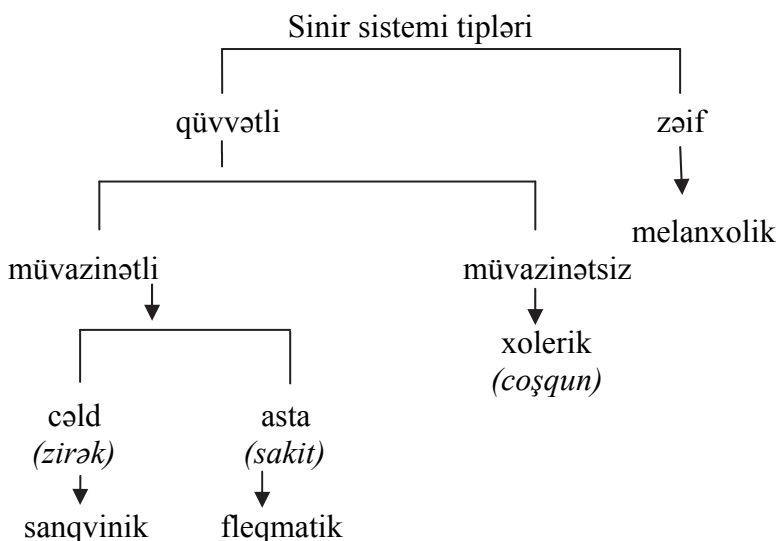 Sinir sistemi tipləri
qüvvətli zəif
melanxolik
müvazinətli müvazinətsiz
xolerik
(coşqun)
cəld asta
(zirək) (sakit)
sanqvinik fleqmatik